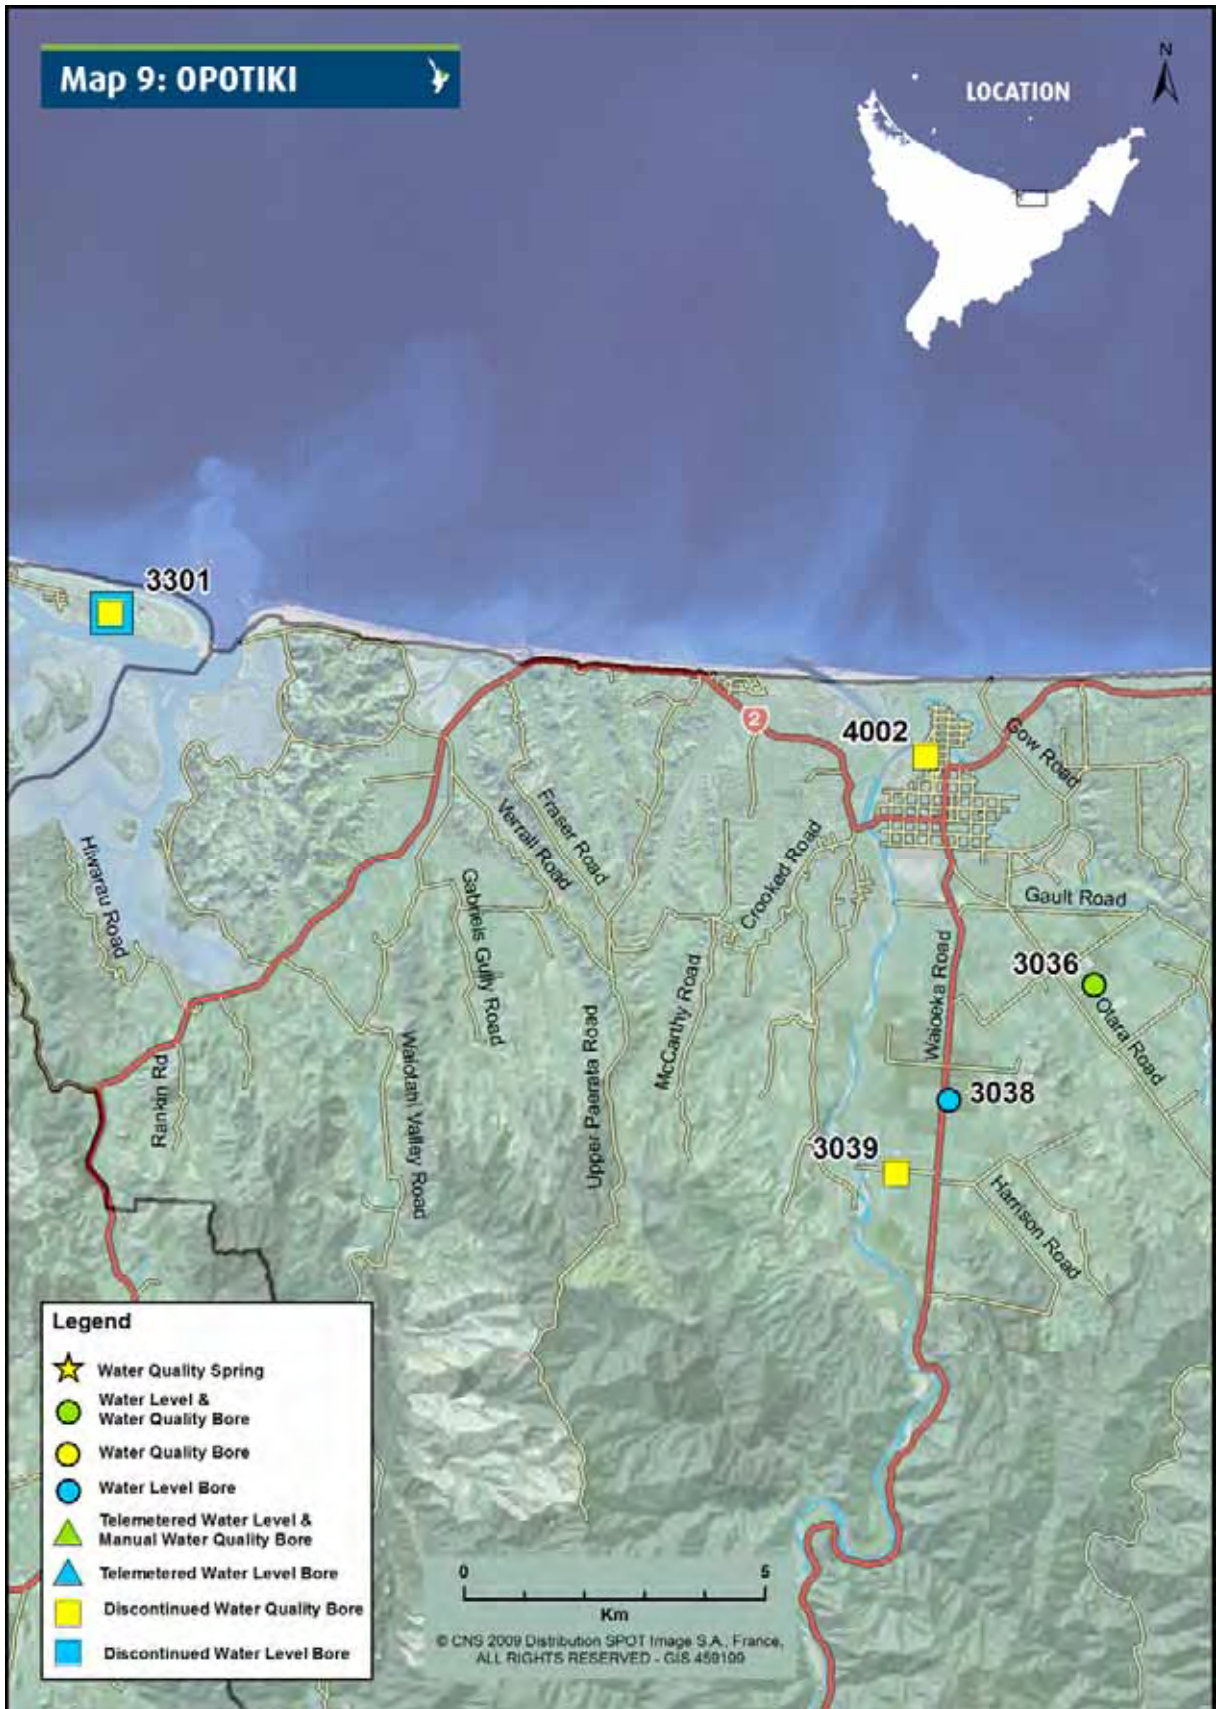 Map 9: OPOTIKI
N
LOCATION
3301
2
4002
Gow Road
Fraser Road
Verrall Road
Crooked Road
Hiwarau Road
Gabriels Gully Road
Gault Road
Waioeka Road
3036
McCarthy Road
Otara Road
Upper Paerata Road
Waiotahi Valley Road
Rankin Rd
3038
3039
Harrison Road
Legend
Water Quality Spring
Water Level &
Water Quality Bore
Water Quality Bore
Water Level Bore
Telemetered Water Level &
Manual Water Quality Bore
Telemetered Water Level Bore
Discontinued Water Quality Bore
Discontinued Water Level Bore
0 5
Km
© CNS 2009 Distribution SPOT Image S.A., France,
ALL RIGHTS RESERVED - GIS 459199